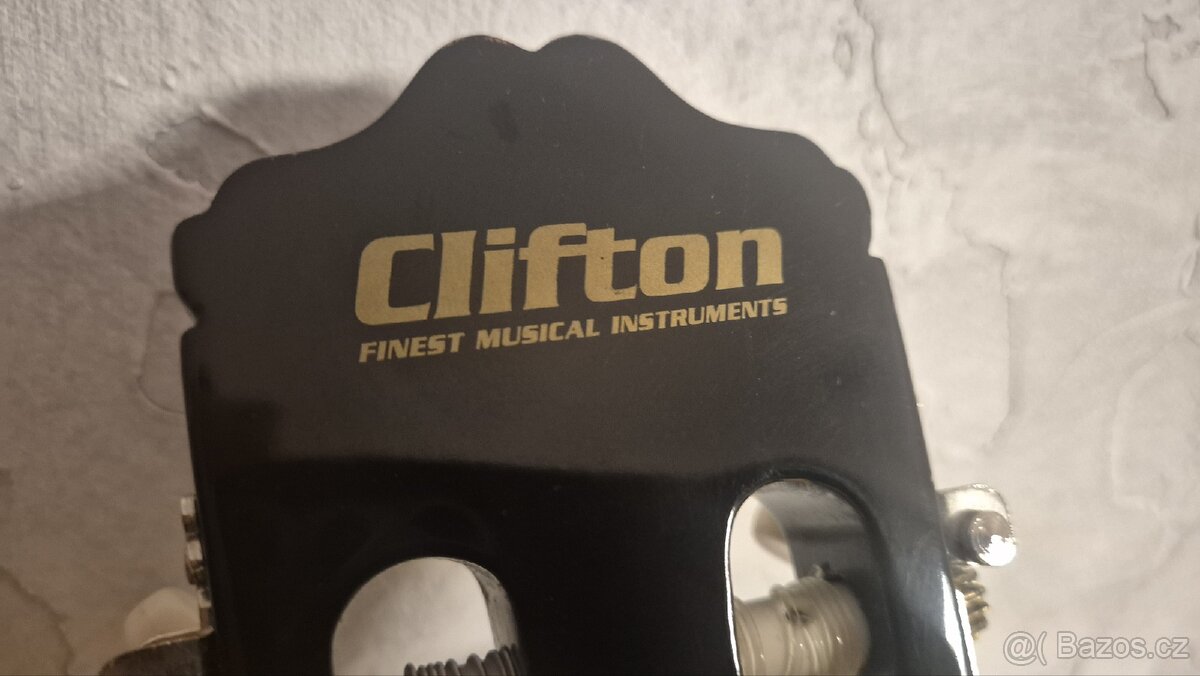 Clifton
FINEST MUSICAL INSTRUMENTS
@( Bazos.cz